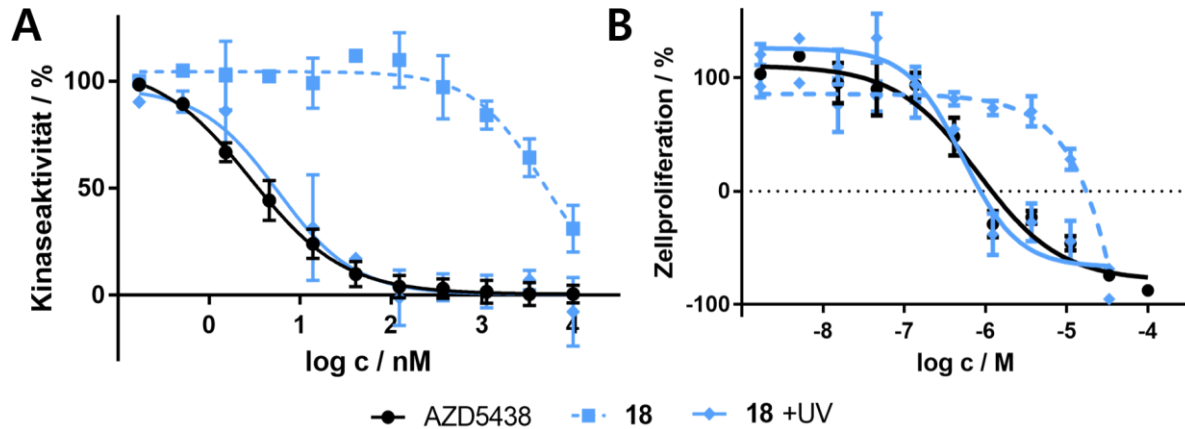 A
Kinaseaktivität / %
100
50
0
0 1 2 3 4
log c / nM
B
Zellproliferation / %
100
0
-100
-8 -7 -6 -5 -4
log c / M
AZD5438 18 18 +UV